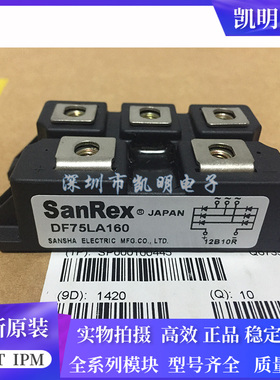 凯明
深圳市凯明电子
SanRex® JAPAN
DF75LA160
SANSHA ELECTRIC MFG.CO., LTD.
12B10R
(9D): 1420
(Q): 10
新原装
实物拍摄 高效 正品 稳定
T IPM
全系列模块 型号齐全